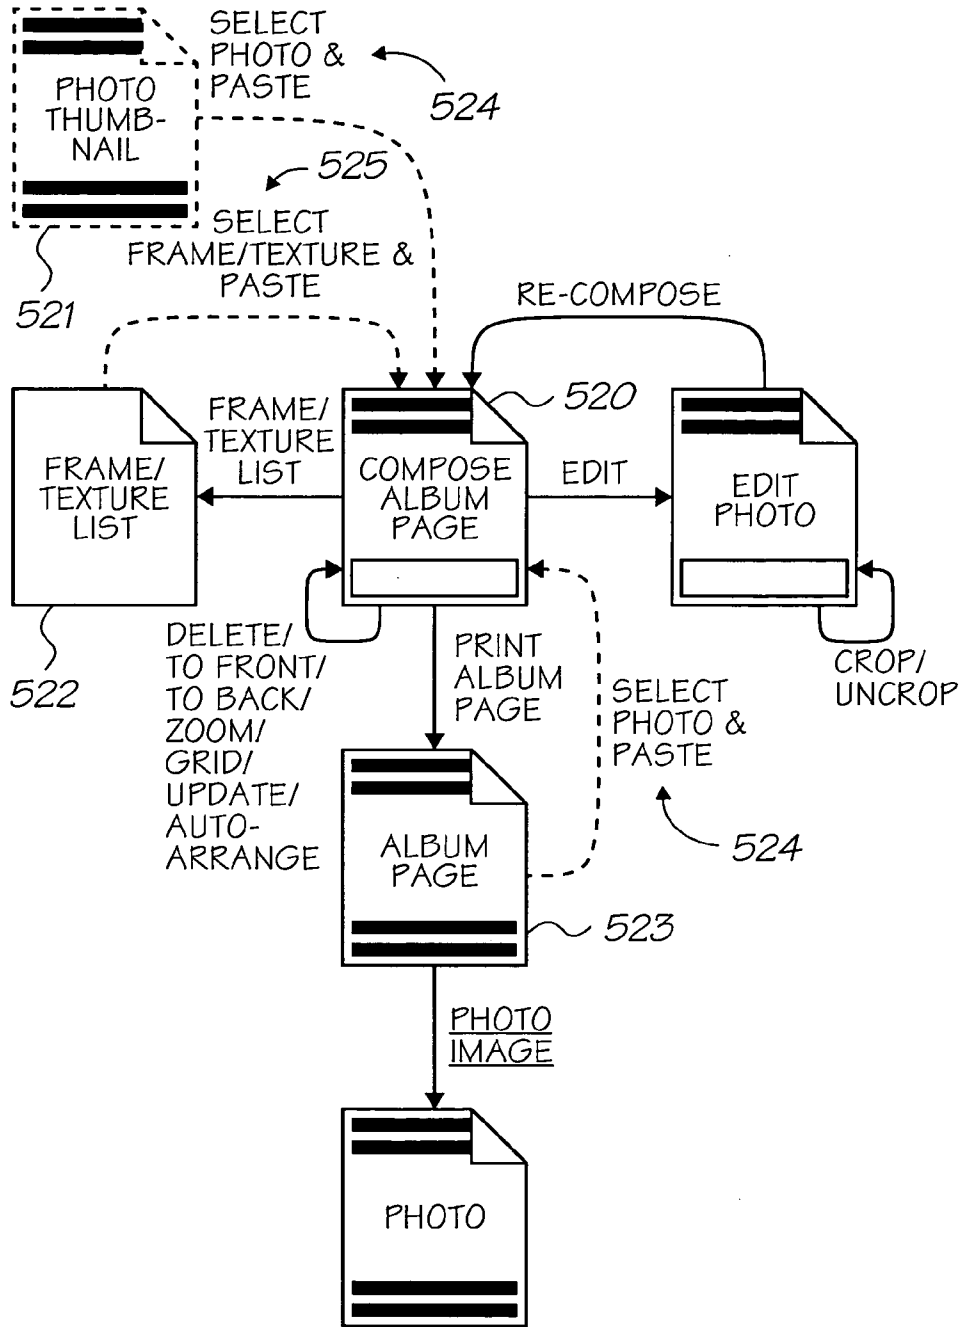 SELECT
PHOTO &
PASTE
524
PHOTO
THUMB-
NAIL
525
SELECT
FRAME/TEXTURE &
PASTE
521
RE-COMPOSE
520
FRAME/
TEXTURE
LIST
FRAME/
TEXTURE
LIST
COMPOSE
ALBUM
PAGE
EDIT
EDIT
PHOTO
522
DELETE/
TO FRONT/
TO BACK/
ZOOM/
GRID/
UPDATE/
AUTO-
ARRANGE
PRINT
ALBUM
PAGE
SELECT
PHOTO &
PASTE
CROP/
UNCROP
524
ALBUM
PAGE
523
PHOTO
IMAGE
PHOTO